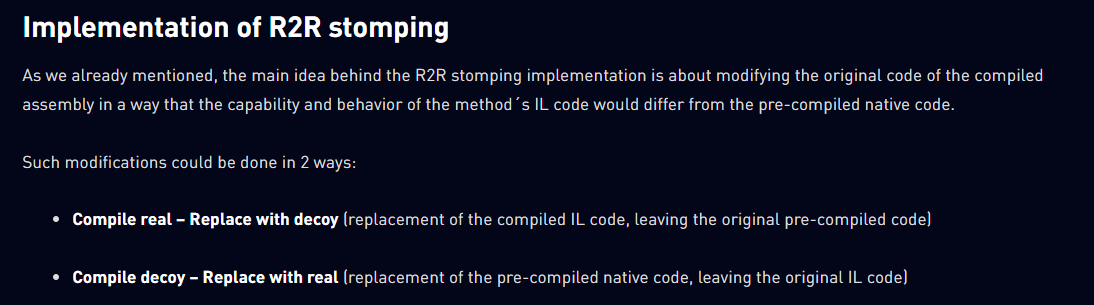 Implementation of R2R stomping
As we already mentioned, the main idea behind the R2R stomping implementation is about modifying the original code of the compiled
assembly in a way that the capability and behavior of the method´s IL code would differ from the pre-compiled native code.
Such modifications could be done in 2 ways:
• Compile real – Replace with decoy (replacement of the compiled IL code, leaving the original pre-compiled code)
• Compile decoy – Replace with real (replacement of the pre-compiled native code, leaving the original IL code)